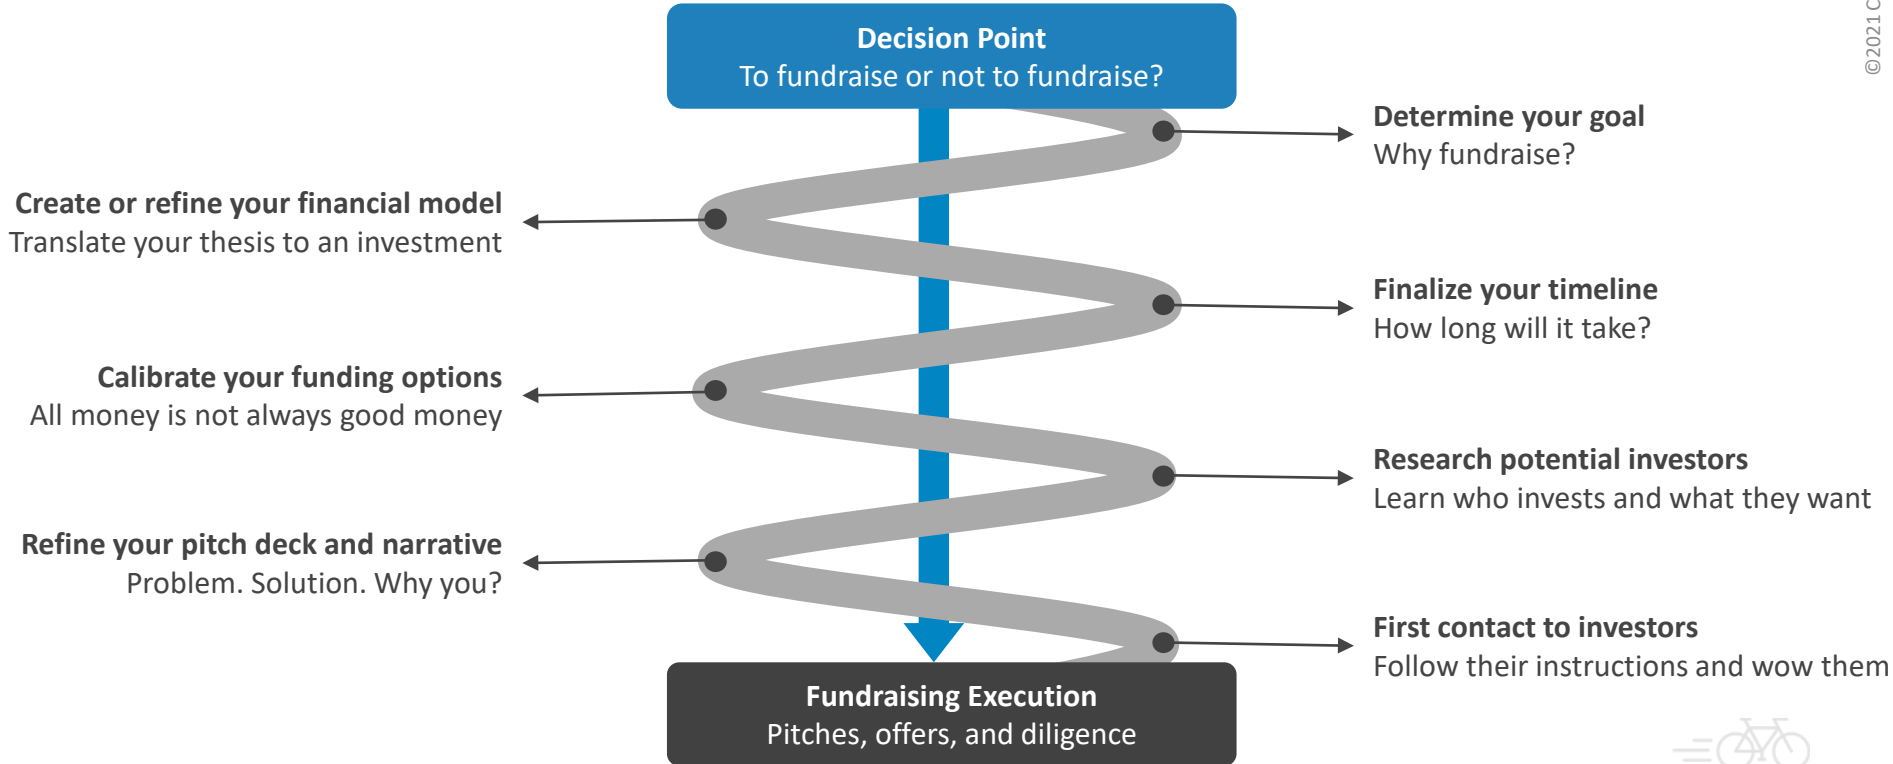 ©2021 C
Decision Point
To fundraise or not to fundraise?
Determine your goal
Why fundraise?
Create or refine your financial model
Translate your thesis to an investment
Finalize your timeline
How long will it take?
Calibrate your funding options
All money is not always good money
Research potential investors
Learn who invests and what they want
Refine your pitch deck and narrative
Problem. Solution. Why you?
First contact to investors
Follow their instructions and wow them
Fundraising Execution
Pitches, offers, and diligence